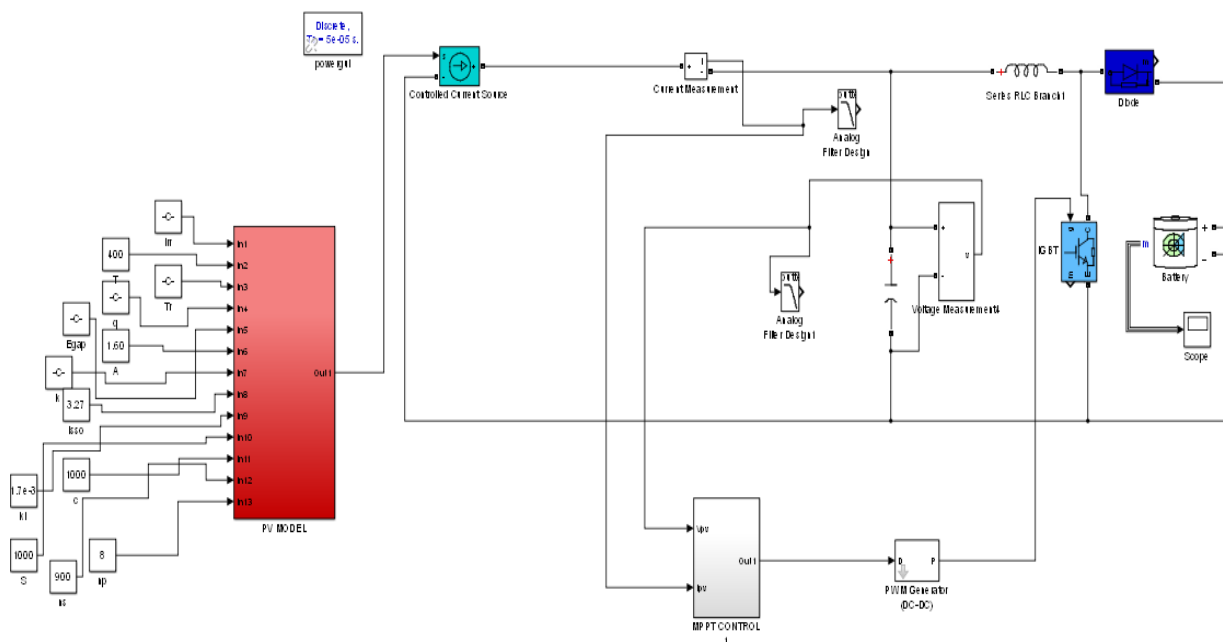 Discrete,
Ts = 5e-05 s.
powergui
Controlled Current Source
Current Measurement
Series RLC Branch1
Diode
Analog
Filter Design
Analog
Filter Design1
Voltage Measurement4
IGBT
Battery
Scope
-C-
Irr
400
T
-C-
Tr
-C-
q
-C-
Egap
1.60
A
-C-
k
3.27
Isso
1.7e-3
ki
1000
c
1000
S
900
ns
8
np
In1
In2
In3
In4
In5
In6
In7
In8
In9
In10
In11
In12
In13
Out1
PV MODEL
Vpv
Ipv
Out1
MPPT CONTROL
D
P
PWM Generator
(DC-DC)
g
C
m
E
m
+
-
v